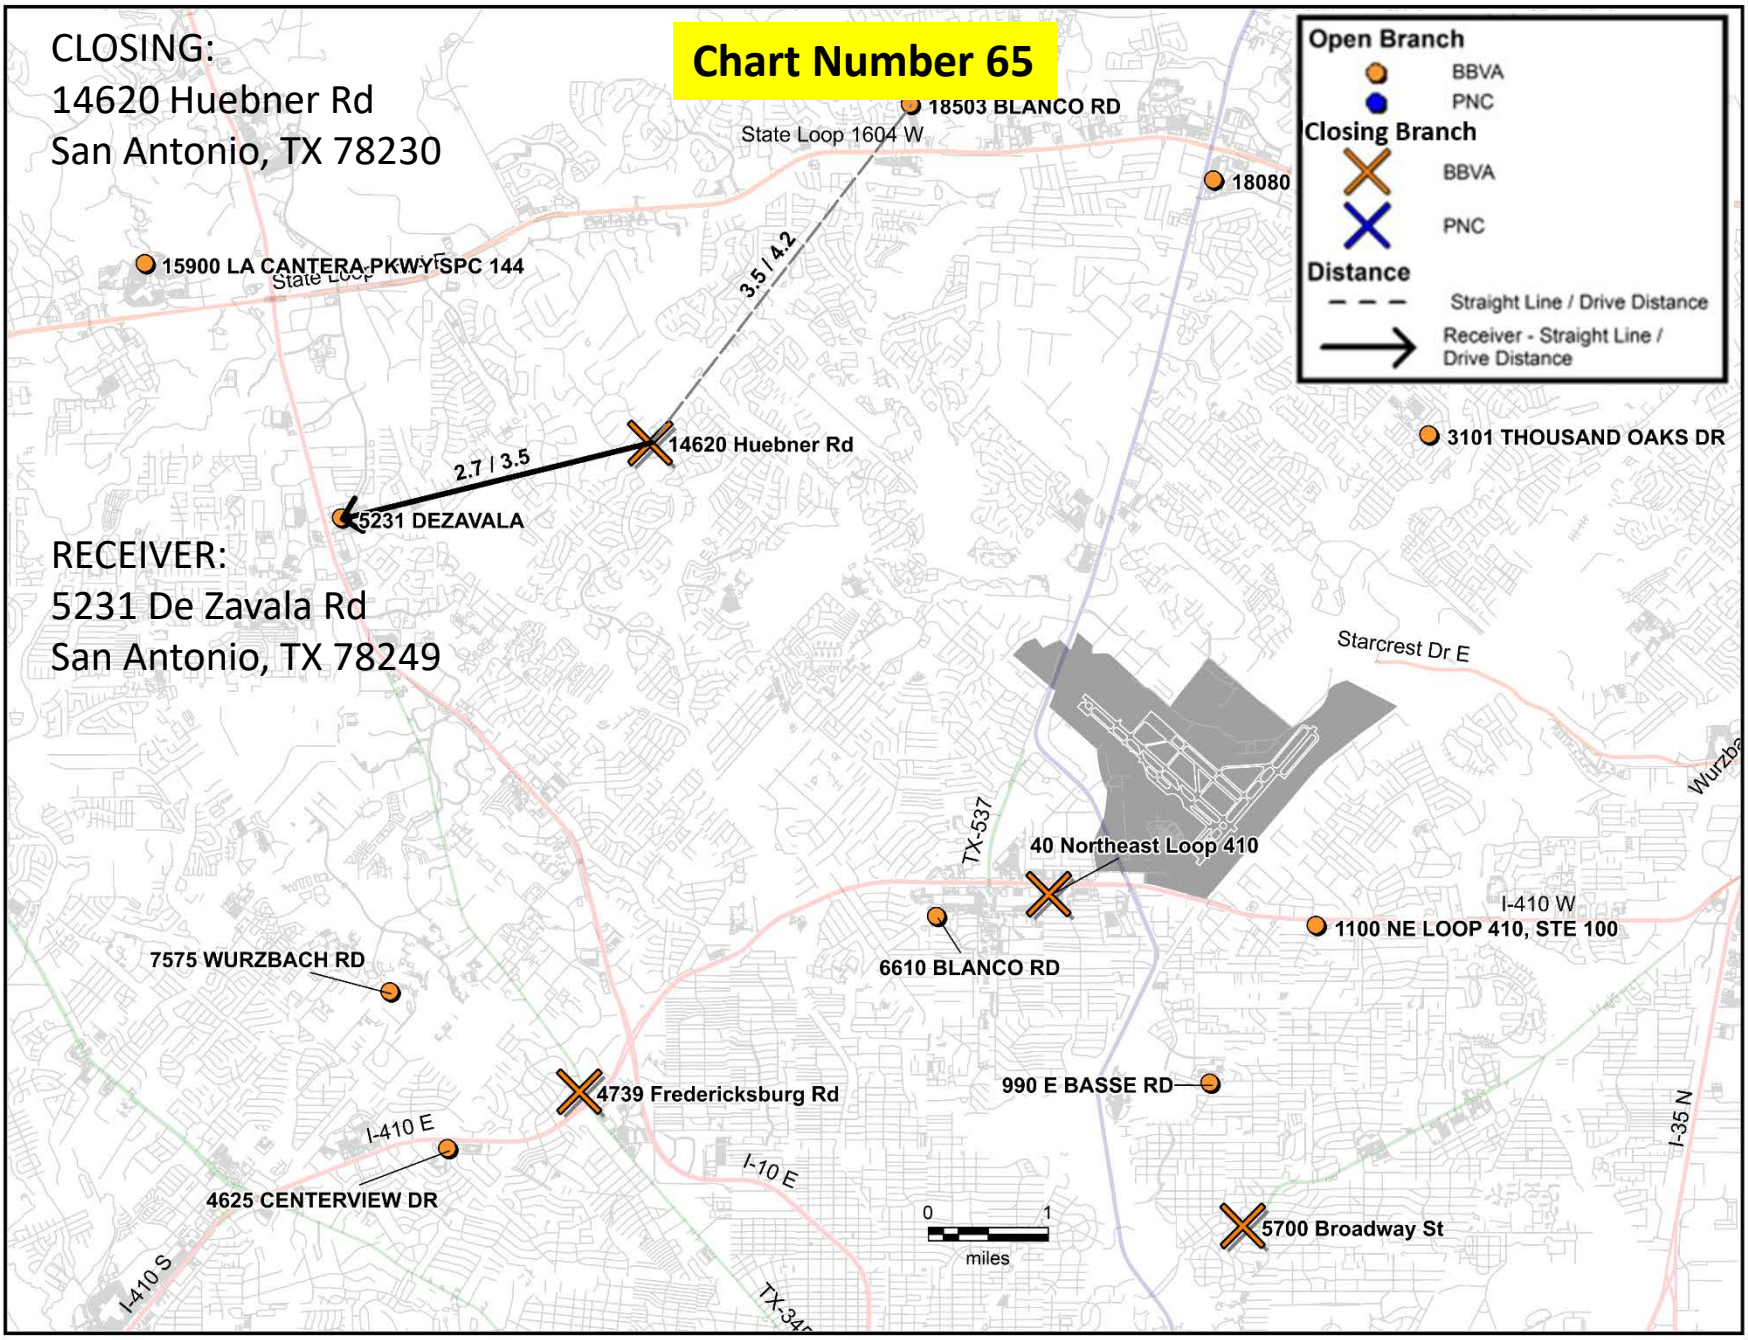 CLOSING:
14620 Huebner Rd
San Antonio, TX 78230
Chart Number 65
Open Branch
BBVA
PNC
Closing Branch
BBVA
PNC
Distance
Straight Line / Drive Distance
Receiver - Straight Line /
Drive Distance
18503 BLANCO RD
State Loop 1604 W
18080
15900 LA CANTERA PKWY SPC 144
State Loop E
3.5 / 4.2
3101 THOUSAND OAKS DR
14620 Huebner Rd
2.7 / 3.5
5231 DEZAVALA
RECEIVER:
5231 De Zavala Rd
San Antonio, TX 78249
Starcrest Dr E
Wurzba
TX-537
40 Northeast Loop 410
I-410 W
1100 NE LOOP 410, STE 100
6610 BLANCO RD
7575 WURZBACH RD
990 E BASSE RD
4739 Fredericksburg Rd
I-410 E
I-35 N
I-10 E
4625 CENTERVIEW DR
0 1
miles
5700 Broadway St
I-410 S
TX-345